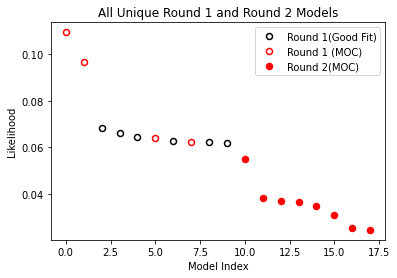 All Unique Round 1 and Round 2 Models
Round 1(Good Fit)
Round 1 (MOC)
Round 2(MOC)
Likelihood
0.10
0.08
0.06
0.04
0.0
2.5
5.0
7.5
10.0
12.5
15.0
17.5
Model Index